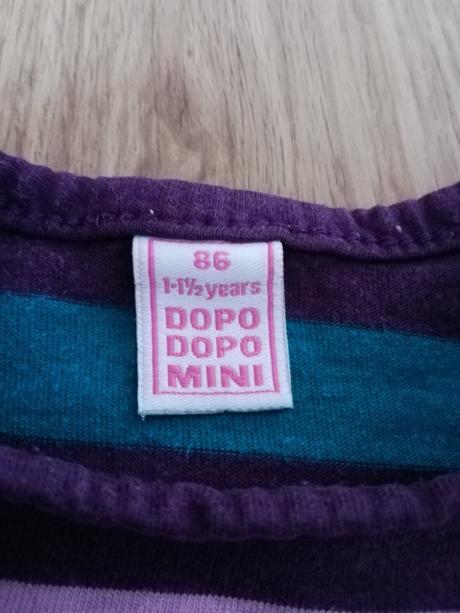 86
1-1½ years
DOPO
DOPO
MINI